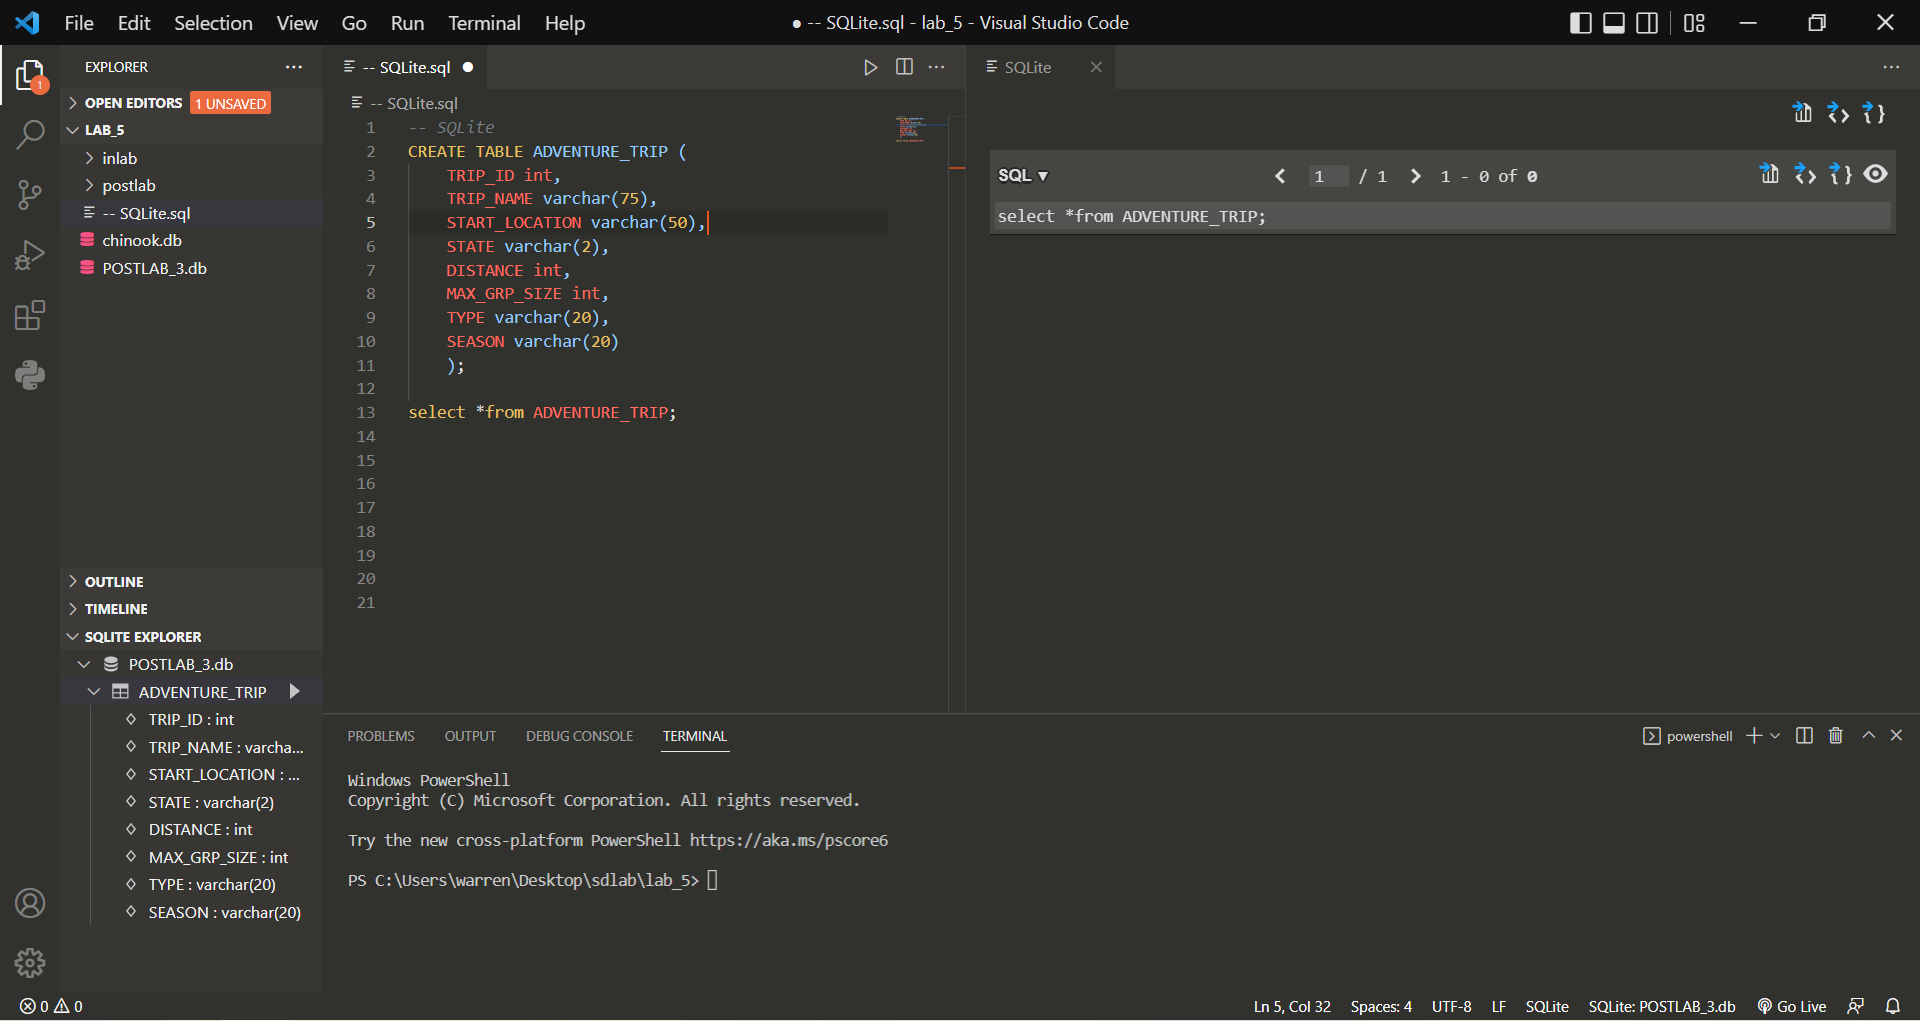 File Edit Selection View Go Run Terminal Help
● -- SQLite.sql - lab_5 - Visual Studio Code
EXPLORER
1
OPEN EDITORS 1 UNSAVED
LAB_5
inlab
postlab
-- SQLite.sql
chinook.db
POSTLAB_3.db
OUTLINE
TIMELINE
SQLITE EXPLORER
POSTLAB_3.db
ADVENTURE_TRIP
TRIP_ID : int
TRIP_NAME : varcha...
START_LOCATION : ...
STATE : varchar(2)
DISTANCE : int
MAX_GRP_SIZE : int
TYPE : varchar(20)
SEASON : varchar(20)
-- SQLite.sql ●
-- SQLite.sql
1 -- SQLite
2 CREATE TABLE ADVENTURE_TRIP (
3 TRIP_ID int,
4 TRIP_NAME varchar(75),
5 START_LOCATION varchar(50),
6 STATE varchar(2),
7 DISTANCE int,
8 MAX_GRP_SIZE int,
9 TYPE varchar(20),
10 SEASON varchar(20)
11 );
12
13 select *from ADVENTURE_TRIP;
14
15
16
17
18
19
20
21
SQLite
SQL ▼ 1 / 1 1 - 0 of 0
select *from ADVENTURE_TRIP;
PROBLEMS OUTPUT DEBUG CONSOLE TERMINAL
powershell
Windows PowerShell
Copyright (C) Microsoft Corporation. All rights reserved.
Try the new cross-platform PowerShell https://aka.ms/pscore6
PS C:\Users\warren\Desktop\sdlab\lab_5>
0 0
Ln 5, Col 32 Spaces: 4 UTF-8 LF SQLite SQLite: POSTLAB_3.db Go Live